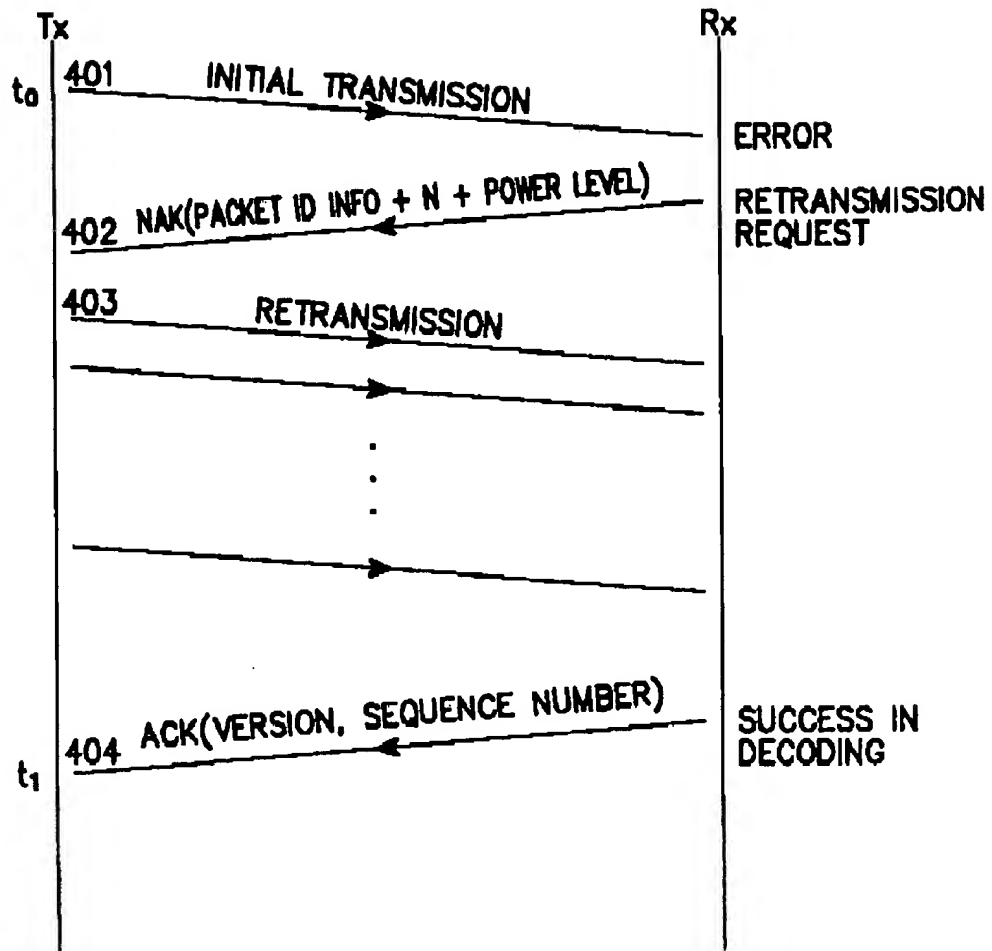 Tx Rx
t0 401 INITIAL TRANSMISSION
ERROR
NAK(PACKET ID INFO + N + POWER LEVEL)
402
RETRANSMISSION
REQUEST
403 RETRANSMISSION
ACK(VERSION, SEQUENCE NUMBER)
404
t1
SUCCESS IN
DECODING